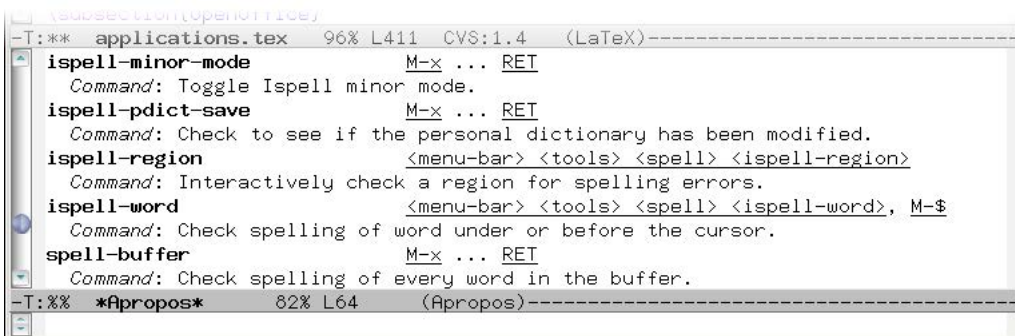 \subsection{openoffice}
-T:**  applications.tex   96% L411  CVS:1.4   (LaTeX)--------------------------------
ispell-minor-mode               M-x ... RET
Command: Toggle Ispell minor mode.
ispell-pdict-save               M-x ... RET
Command: Check to see if the personal dictionary has been modified.
ispell-region                   <menu-bar> <tools> <spell> <ispell-region>
Command: Interactively check a region for spelling errors.
ispell-word                     <menu-bar> <tools> <spell> <ispell-word>, M-$
Command: Check spelling of word under or before the cursor.
spell-buffer                    M-x ... RET
Command: Check spelling of every word in the buffer.
-T:%%  *Apropos*      82% L64     (Apropos)------------------------------------------